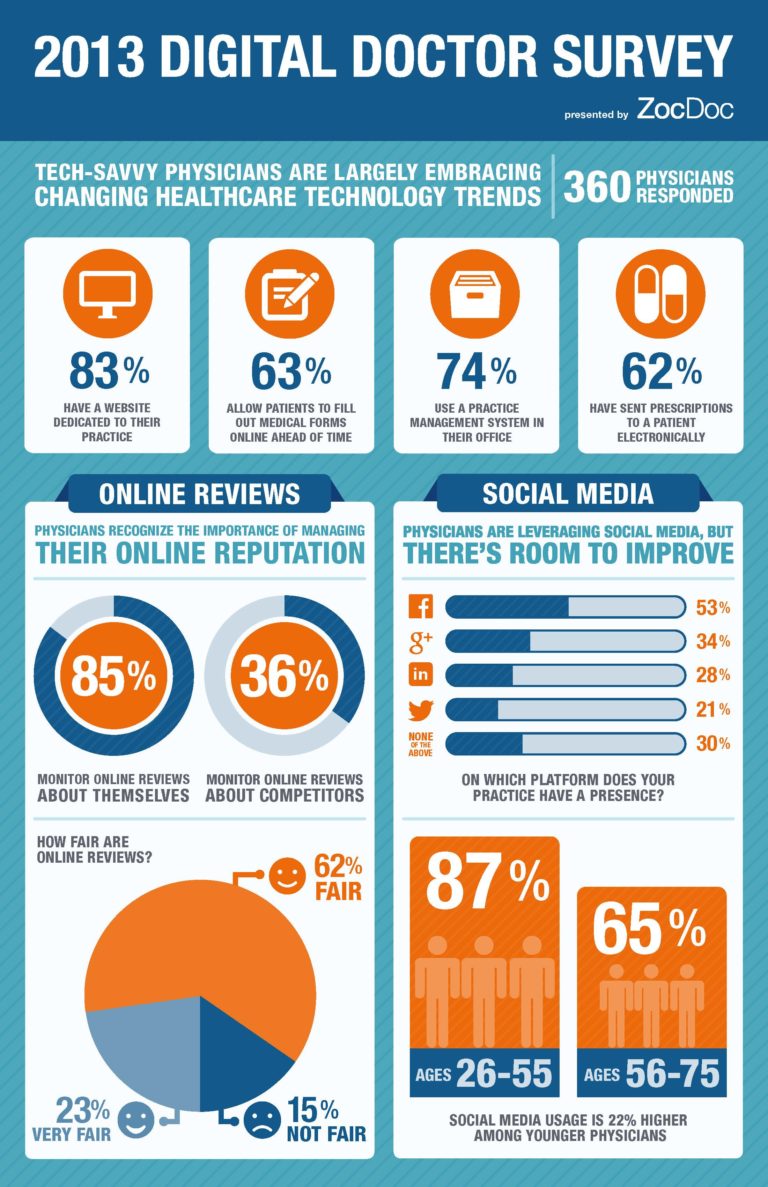 2013 DIGITAL DOCTOR SURVEY
presented by ZocDoc
TECH-SAVVY PHYSICIANS ARE LARGELY EMBRACING
CHANGING HEALTHCARE TECHNOLOGY TRENDS
360 PHYSICIANS
RESPONDED
83%
HAVE A WEBSITE
DEDICATED TO THEIR
PRACTICE
63%
ALLOW PATIENTS TO FILL
OUT MEDICAL FORMS
ONLINE AHEAD OF TIME
74%
USE A PRACTICE
MANAGEMENT SYSTEM IN
THEIR OFFICE
62%
HAVE SENT PRESCRIPTIONS
TO A PATIENT
ELECTRONICALLY
ONLINE REVIEWS
PHYSICIANS RECOGNIZE THE IMPORTANCE OF MANAGING
THEIR ONLINE REPUTATION
85%
MONITOR ONLINE REVIEWS
ABOUT THEMSELVES
36%
MONITOR ONLINE REVIEWS
ABOUT COMPETITORS
HOW FAIR ARE
ONLINE REVIEWS?
62%
FAIR
23%
VERY FAIR
15%
NOT FAIR
SOCIAL MEDIA
PHYSICIANS ARE LEVERAGING SOCIAL MEDIA, BUT
THERE'S ROOM TO IMPROVE
f 53%
g+ 34%
in 28%
21%
NONE
OF THE
ABOVE
30%
ON WHICH PLATFORM DOES YOUR
PRACTICE HAVE A PRESENCE?
87%
AGES 26-55
65%
AGES 56-75
SOCIAL MEDIA USAGE IS 22% HIGHER
AMONG YOUNGER PHYSICIANS